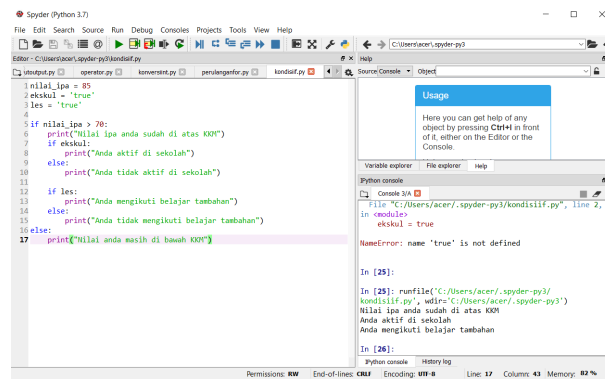 Spyder (Python 3.7)
File Edit Search Source Run Debug Consoles Projects Tools View Help
C:\Users\acer\.spyder-py3
Editor - C:\Users\acer\.spyder-py3\kondisiif.py
Help
utoutput.py operator.py konversint.py perulanganfor.py kondisiif.py
Source Console Object
1 nilai_ipa = 85
2 ekskul = 'true'
3 les = 'true'
4
5 if nilai_ipa > 70:
6 print("Nilai ipa anda sudah di atas KKM")
7 if ekskul:
8 print("Anda aktif di sekolah")
9 else:
10 print("Anda tidak aktif di sekolah")
11
12 if les:
13 print("Anda mengikuti belajar tambahan")
14 else:
15 print("Anda tidak mengikuti belajar tambahan")
16 else:
17 print("Nilai anda masih di bawah KKM")
Usage
Here you can get help of any
object by pressing Ctrl+I in front
of it, either on the Editor or the
Console.
Variable explorer File explorer Help
IPython console
Console 3/A
File "C:/Users/acer/.spyder-py3/kondisiif.py", line 2,
in <module>
ekskul = true
NameError: name 'true' is not defined
In [25]:
In [25]: runfile('C:/Users/acer/.spyder-py3/
kondisiif.py', wdir='C:/Users/acer/.spyder-py3')
Nilai ipa anda sudah di atas KKM
Anda aktif di sekolah
Anda mengikuti belajar tambahan
In [26]:
IPython console History log
Permissions: RW End-of-lines: CRLF Encoding: UTF-8 Line: 17 Column: 43 Memory: 82 %